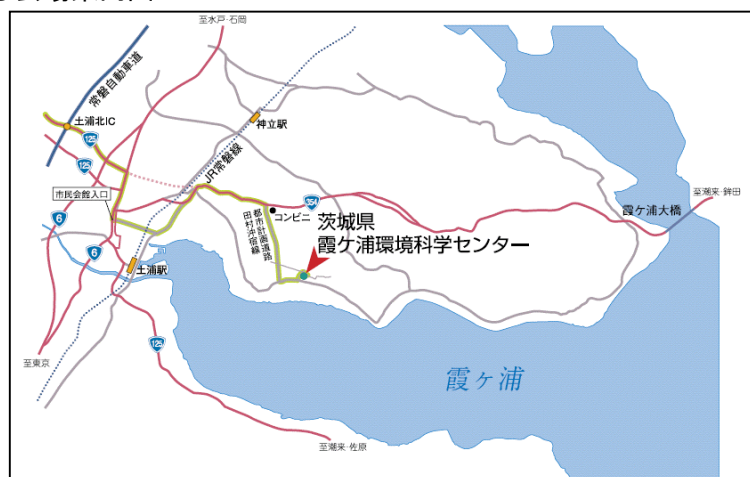 至水戸・石岡
常磐自動車道
土浦北IC
125
神立駅
125
JR常磐線
市民会館入口
354
至潮来・鉾田
コンビニ
霞ケ浦大橋
6
都市計画道路
田村沖宿線
茨城県
霞ケ浦環境科学センター
6
土浦駅
125
至東京
霞ヶ浦
至潮来・佐原